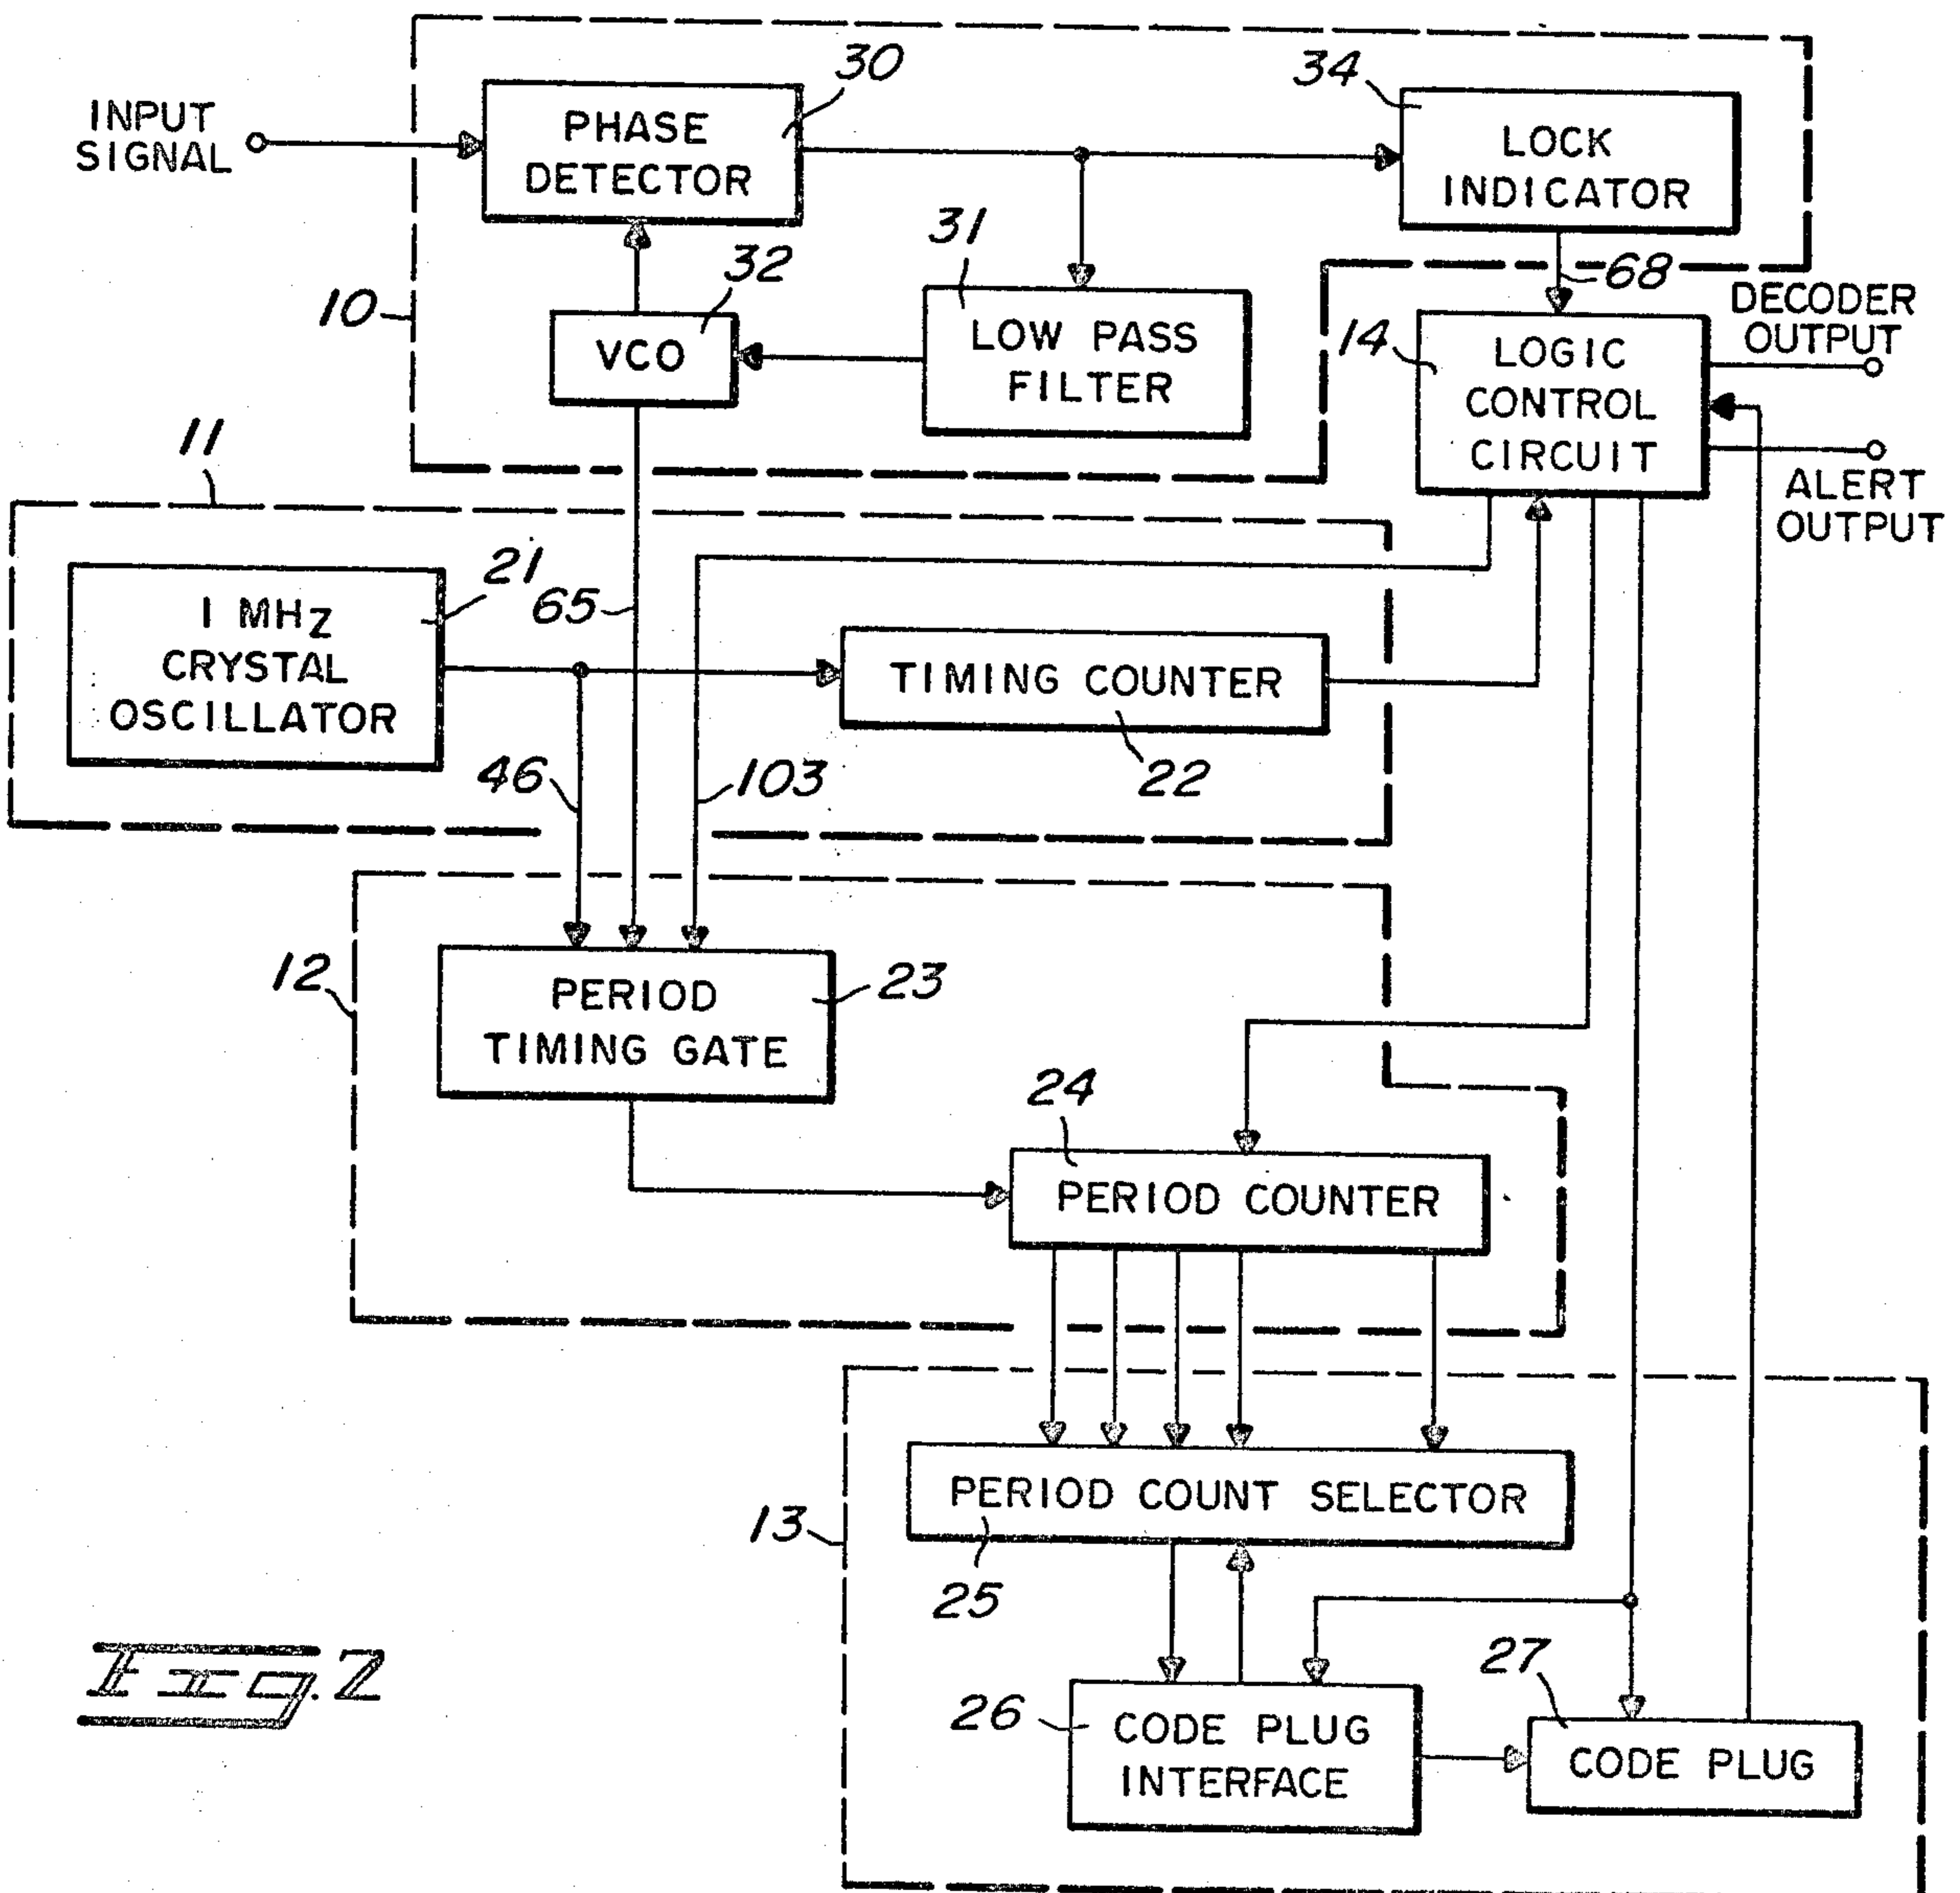 INPUT
SIGNAL
PHASE
DETECTOR
30
34
LOCK
INDICATOR
31
32
10
VCO
LOW PASS
FILTER
68
DECODER
OUTPUT
14
LOGIC
CONTROL
CIRCUIT
ALERT
OUTPUT
11
1 MHz
CRYSTAL
OSCILLATOR
21
65
TIMING COUNTER
22
46
103
12
PERIOD
TIMING GATE
23
24
PERIOD COUNTER
13
PERIOD COUNT SELECTOR
25
26
CODE PLUG
INTERFACE
27
CODE PLUG
Fig. 2